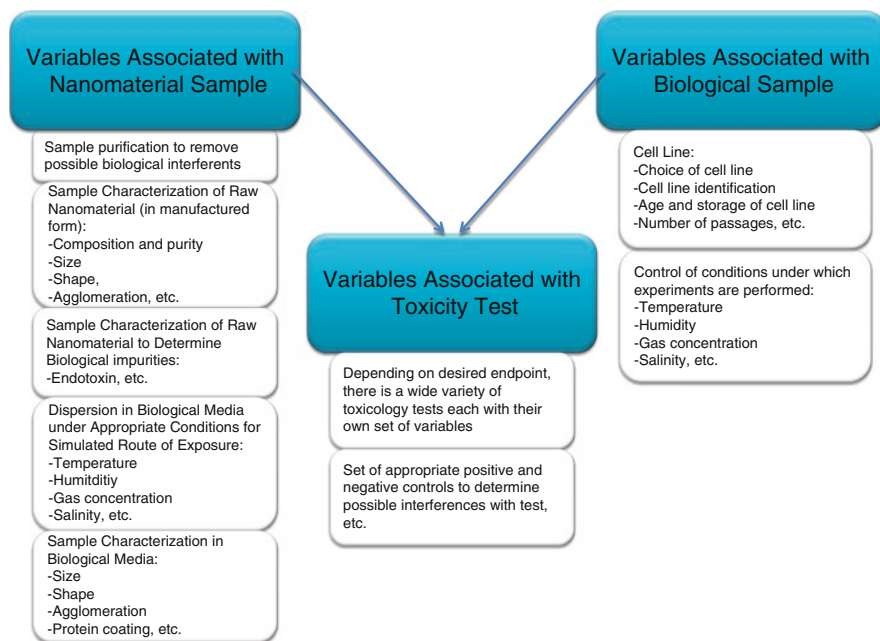 Variables Associated with
Nanomaterial Sample
Sample purification to remove
possible biological interferents
Sample Characterization of Raw
Nanomaterial (in manufactured
form):
-Composition and purity
-Size
-Shape,
-Agglomeration, etc.
Sample Characterization of Raw
Nanomaterial to Determine
Biological impurities:
-Endotoxin, etc.
Dispersion in Biological Media
under Appropriate Conditions for
Simulated Route of Exposure:
-Temperature
-Humitditiy
-Gas concentration
-Salinity, etc.
Sample Characterization in
Biological Media:
-Size
-Shape
-Agglomeration
-Protein coating, etc.
Variables Associated with
Toxicity Test
Depending on desired endpoint,
there is a wide variety of
toxicology tests each with their
own set of variables
Set of appropriate positive and
negative controls to determine
possible interferences with test,
etc.
Variables Associated with
Biological Sample
Cell Line:
-Choice of cell line
-Cell line identification
-Age and storage of cell line
-Number of passages, etc.
Control of conditions under which
experiments are performed:
-Temperature
-Humidity
-Gas concentration
-Salinity, etc.